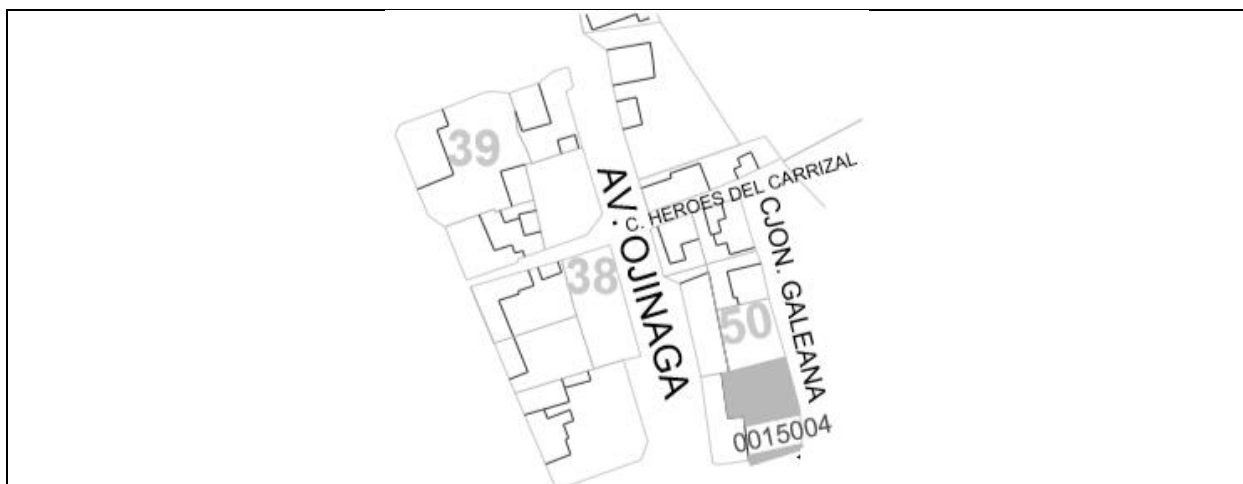 39
AV. OJINAGA
C. HEROES DEL CARRIZAL
38
CJON. GALEANA
50
0015004